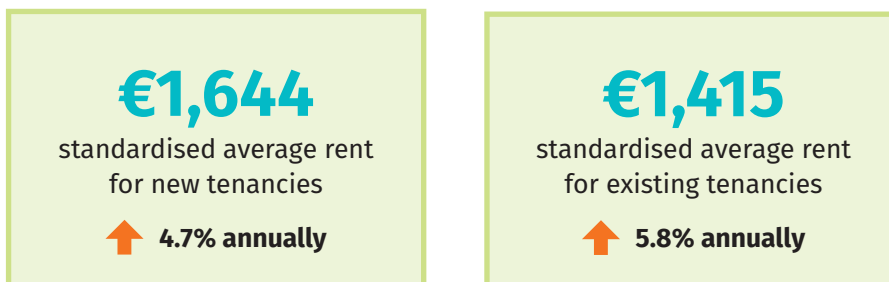 €1,644
standardised average rent
for new tenancies
4.7% annually
€1,415
standardised average rent
for existing tenancies
5.8% annually